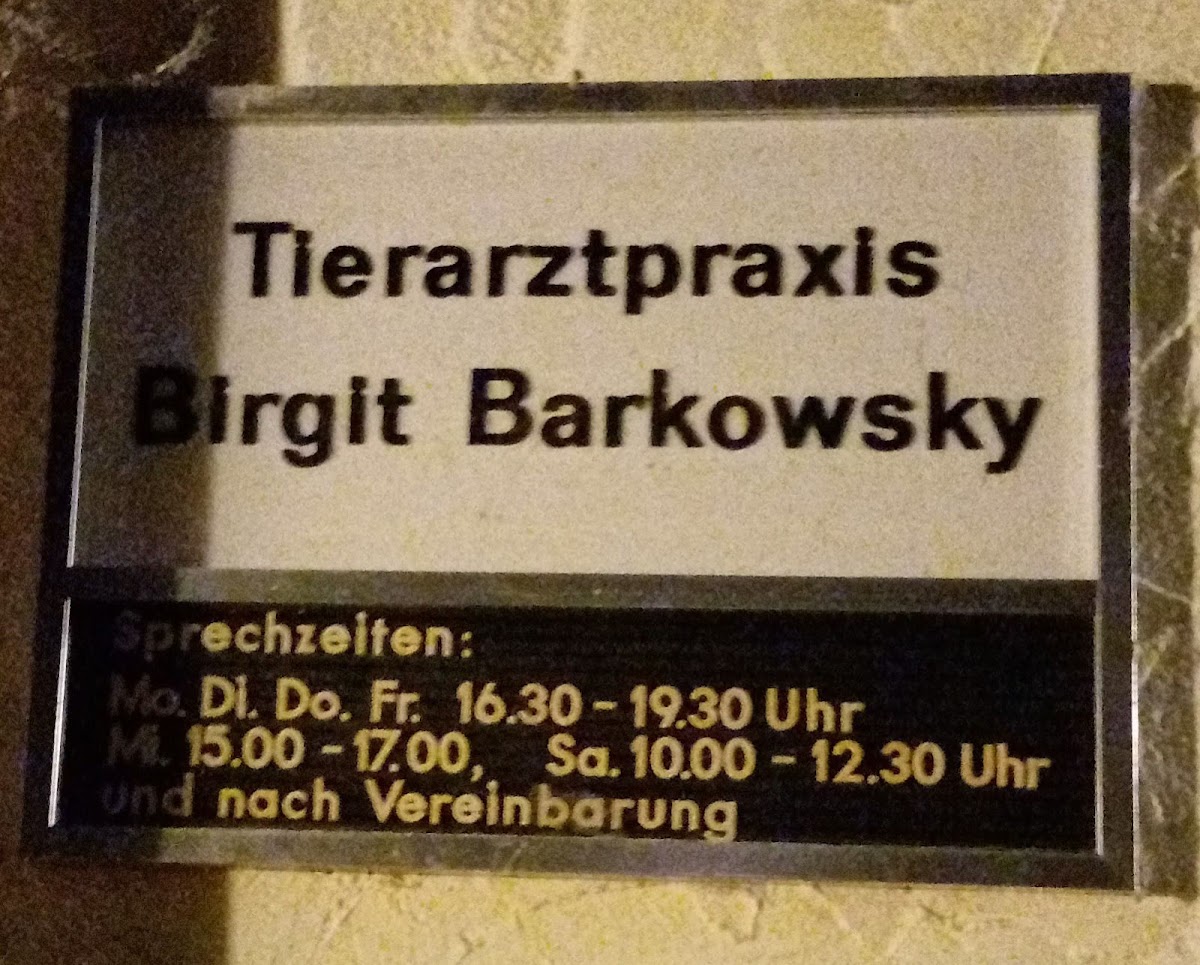 Tierarztpraxis
Birgit Barkowsky
Sprechzeiten:
Mo. Di. Do. Fr. 16.30 - 19.30 Uhr
Mi. 15.00 - 17.00, Sa. 10.00 - 12.30 Uhr
und nach Vereinbarung